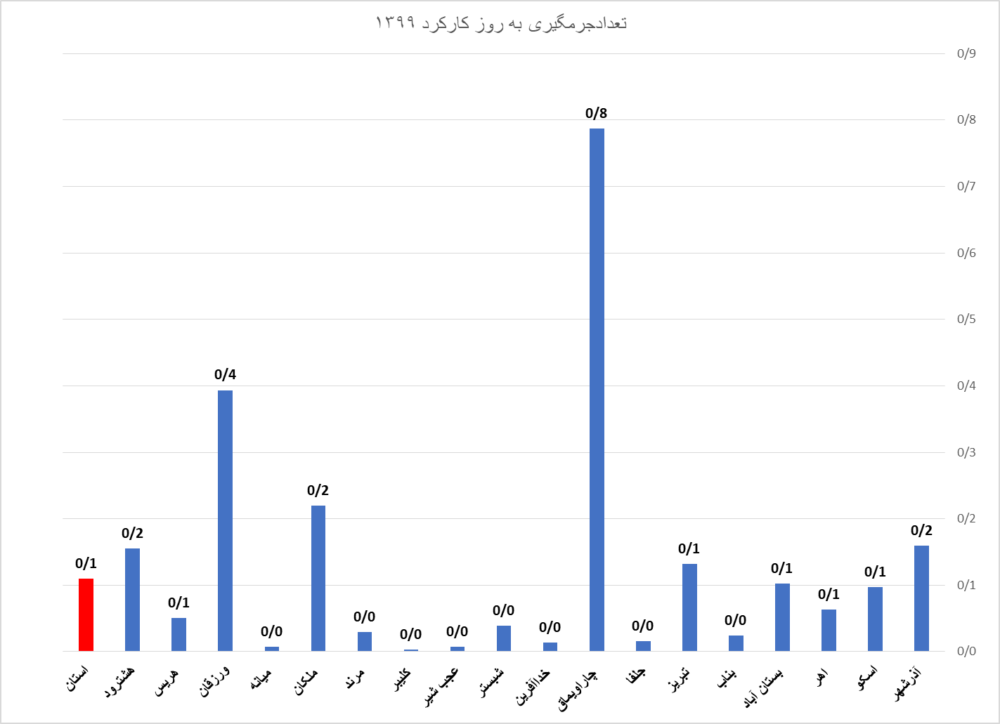 تعدادجرمگیری به روز کارکرد ۱۳۹۹
0/9
0/8
0/7
0/6
0/5
0/4
0/3
0/2
0/1
0/0
0/2
0/1
0/1
0/1
0/0
0/1
0/0
0/8
0/0
0/0
0/0
0/0
0/0
0/2
0/0
0/4
0/1
0/2
0/1
آذرشهر
اسکو
اهر
بستان آباد
بناب
تبریز
جلفا
چاراویماق
خداآفرین
شبستر
عجب شیر
کلیبر
مرند
ملکان
میانه
ورزقان
هریس
هشترود
استان